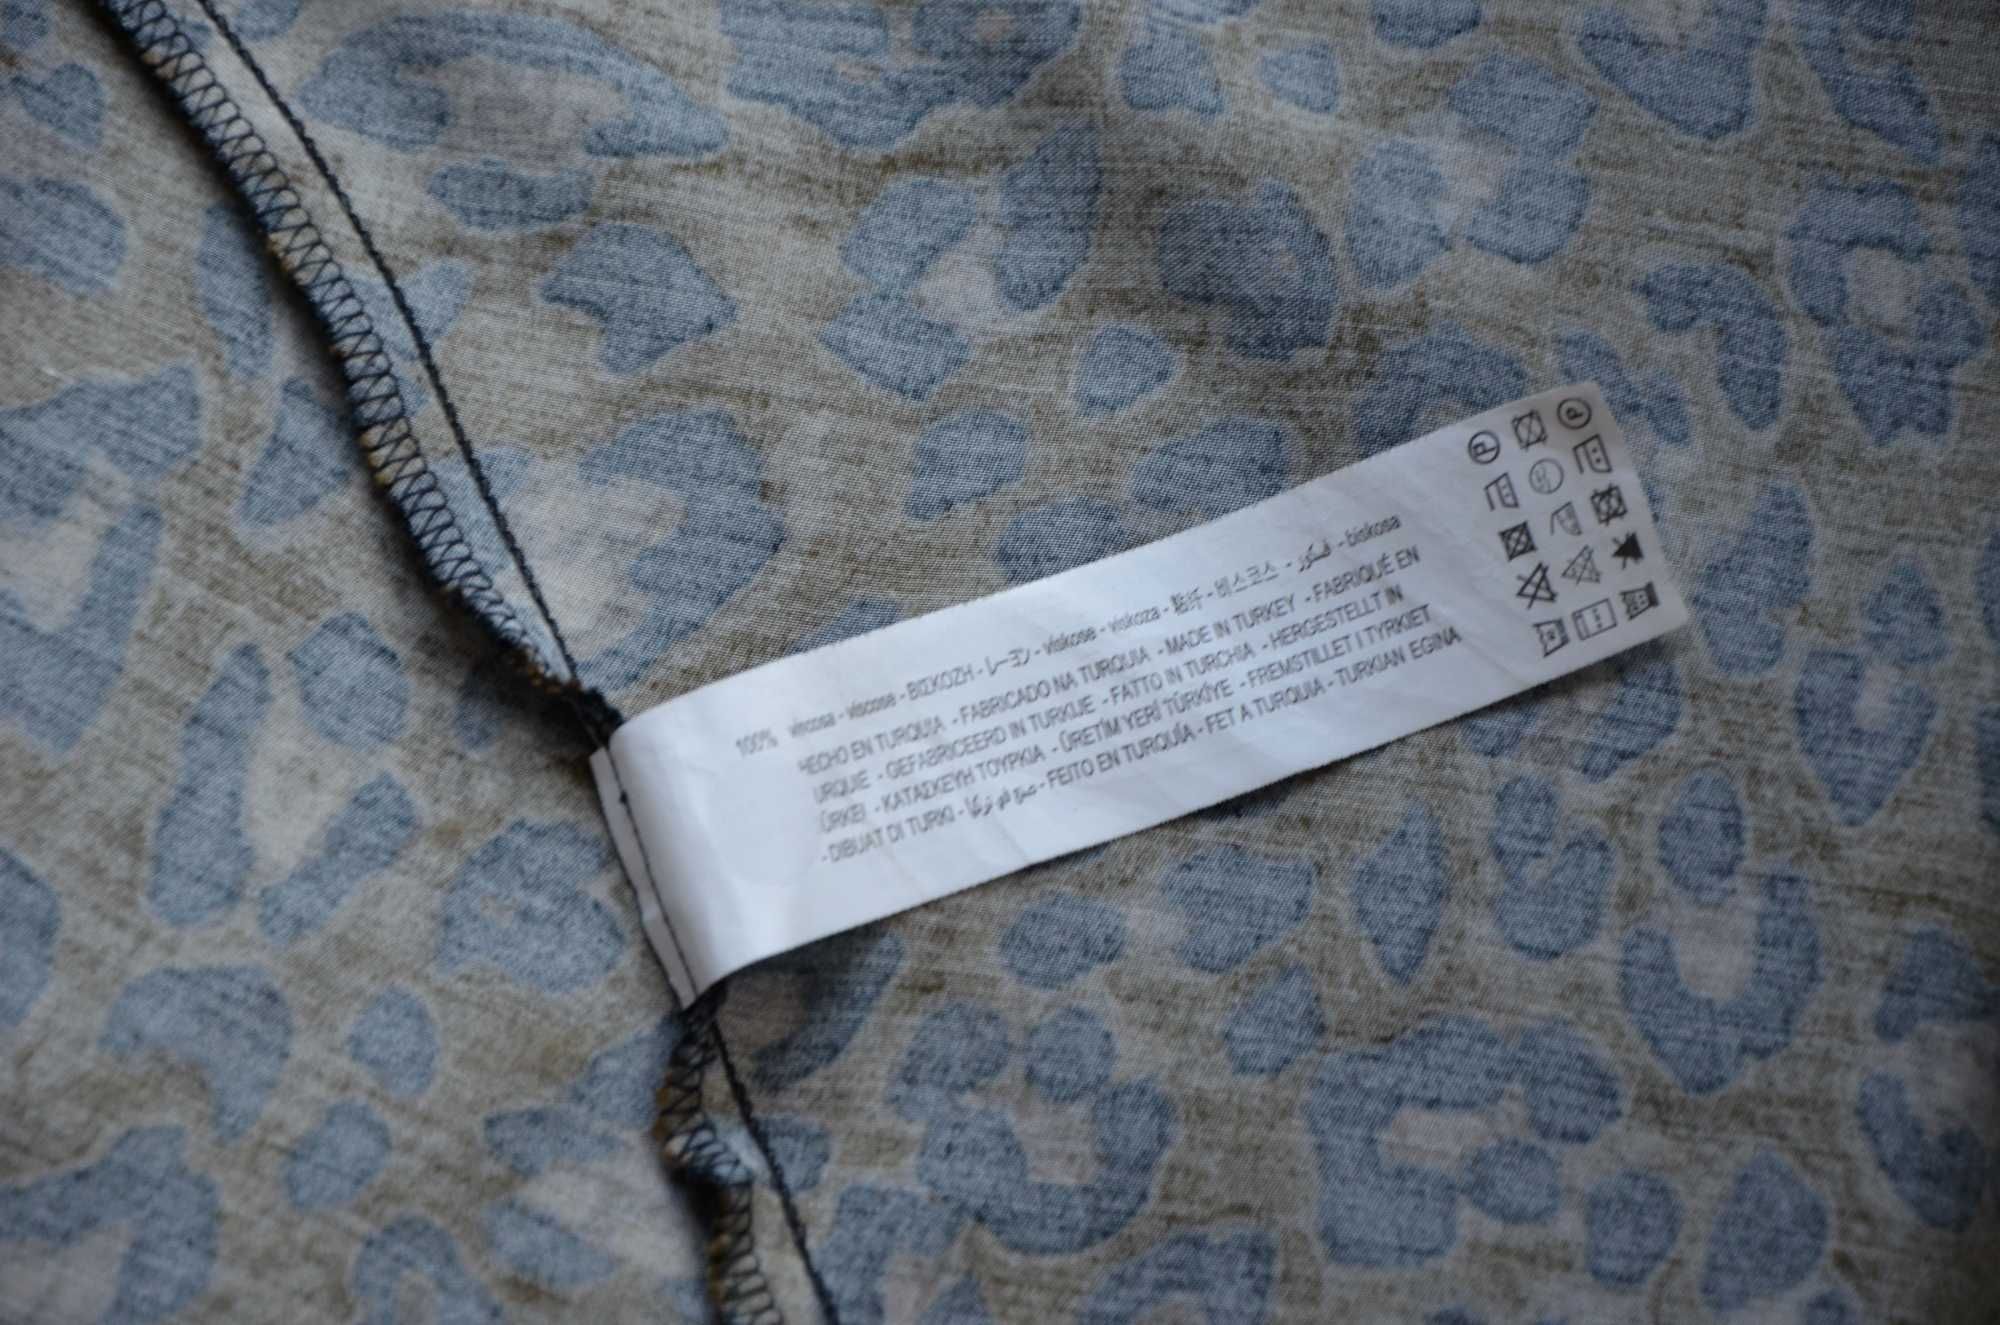 100% viscosa - viscose - ΒΙΣΚΟΖΗ - レーヨン - viskose - viskoza - 粘纤 - 비스코스 - فسكوز - biskosa
HECHO EN TURQUIA - FABRICADO NA TURQUIA - MADE IN TURKEY - FABRIQUÉ EN
URQUIE - GEFABRICEERD IN TURKIJE - FATTO IN TURCHIA - HERGESTELLT IN
ÜRKEI - ΚΑΤΑΣΚΕΥΗ ΤΟΥΡΚΙΑ - ÜRETİM YERİ TÜRKİYE - FREMSTILLET I TYRKIET
- DIBUAT DI TURKI - صنع في تركيا - FEITO EN TURQUÍA - FET A TURQUIA - TURKIAN EGINA